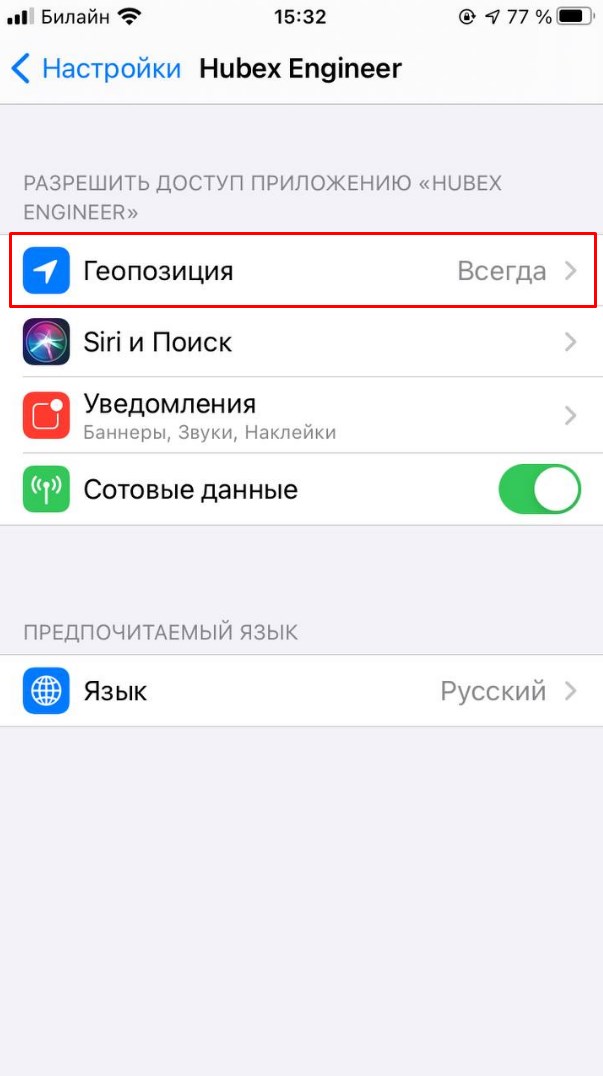 Билайн 15:32 77 %
Настройки Hubex Engineer
РАЗРЕШИТЬ ДОСТУП ПРИЛОЖЕНИЮ «HUBEX
ENGINEER»
Геопозиция Всегда
Siri и Поиск
Уведомления
Баннеры, Звуки, Наклейки
Сотовые данные
ПРЕДПОЧИТАЕМЫЙ ЯЗЫК
Язык Русский